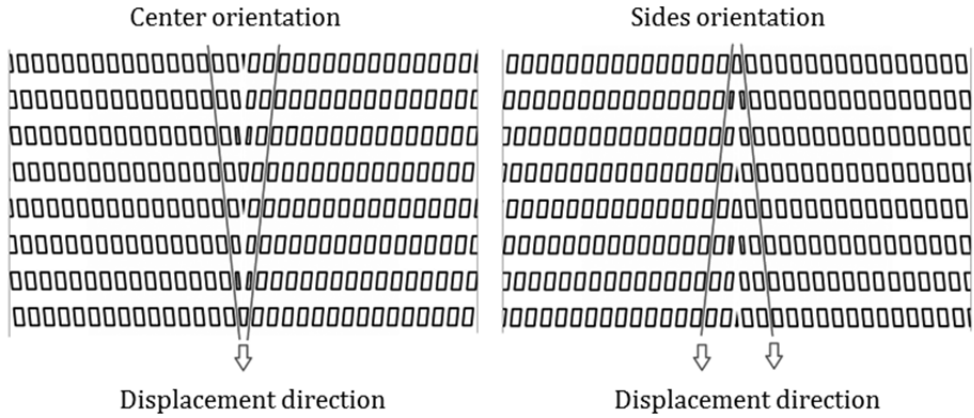 Center orientation
Sides orientation
Displacement direction
Displacement direction